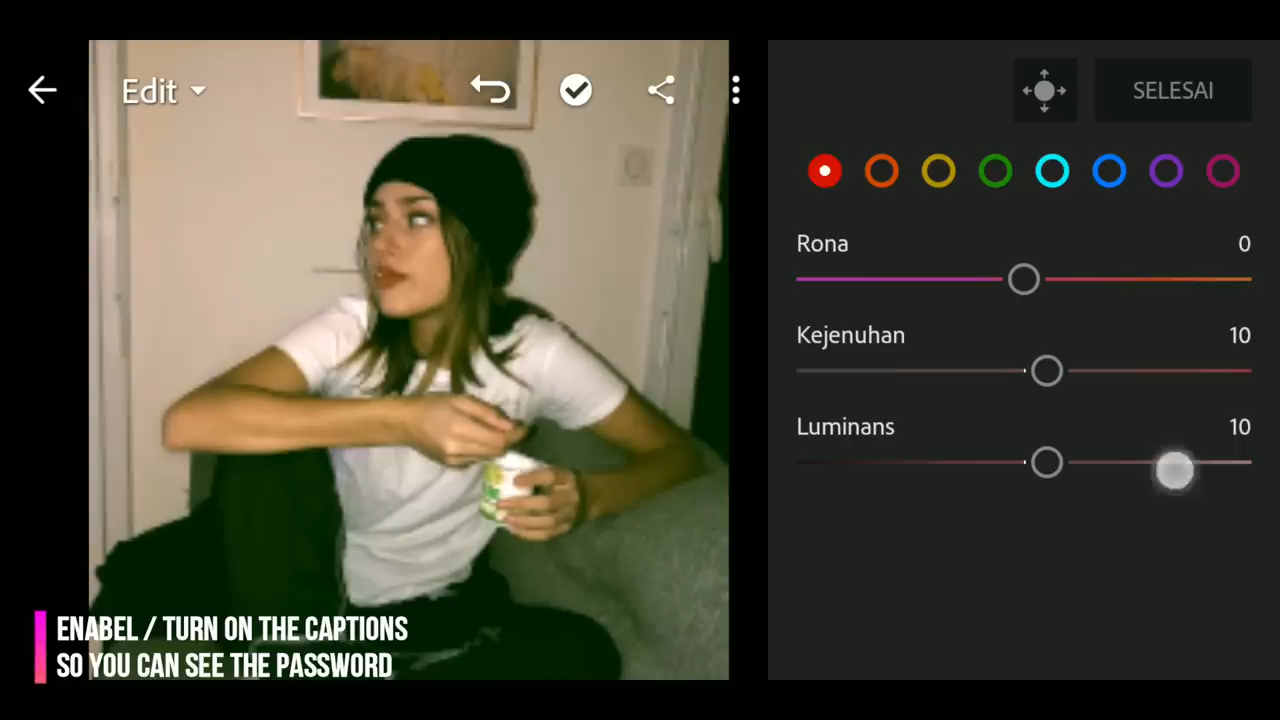 Edit
SELESAI
Rona 0
Kejenuhan 10
Luminans 10
ENABEL / TURN ON THE CAPTIONS
SO YOU CAN SEE THE PASSWORD